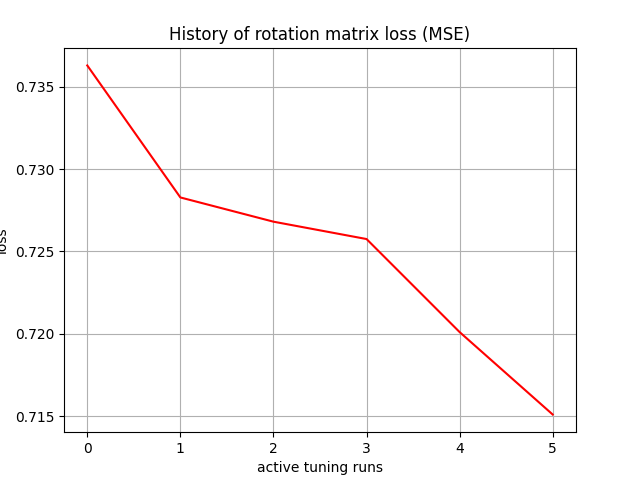 History of rotation matrix loss (MSE)
0.735
0.730
0.725
loss
0.720
0.715
0 1 2 3 4 5
active tuning runs